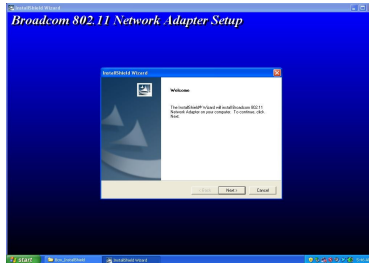 InstallShield Wizard
Broadcom 802.11 Network Adapter Setup
InstallShield Wizard
Welcome
The InstallShield® Wizard will install Broadcom 802.11
Network Adapter on your computer. To continue, click
Next.
< Back
Next >
Cancel
start
InstallShield Wizard